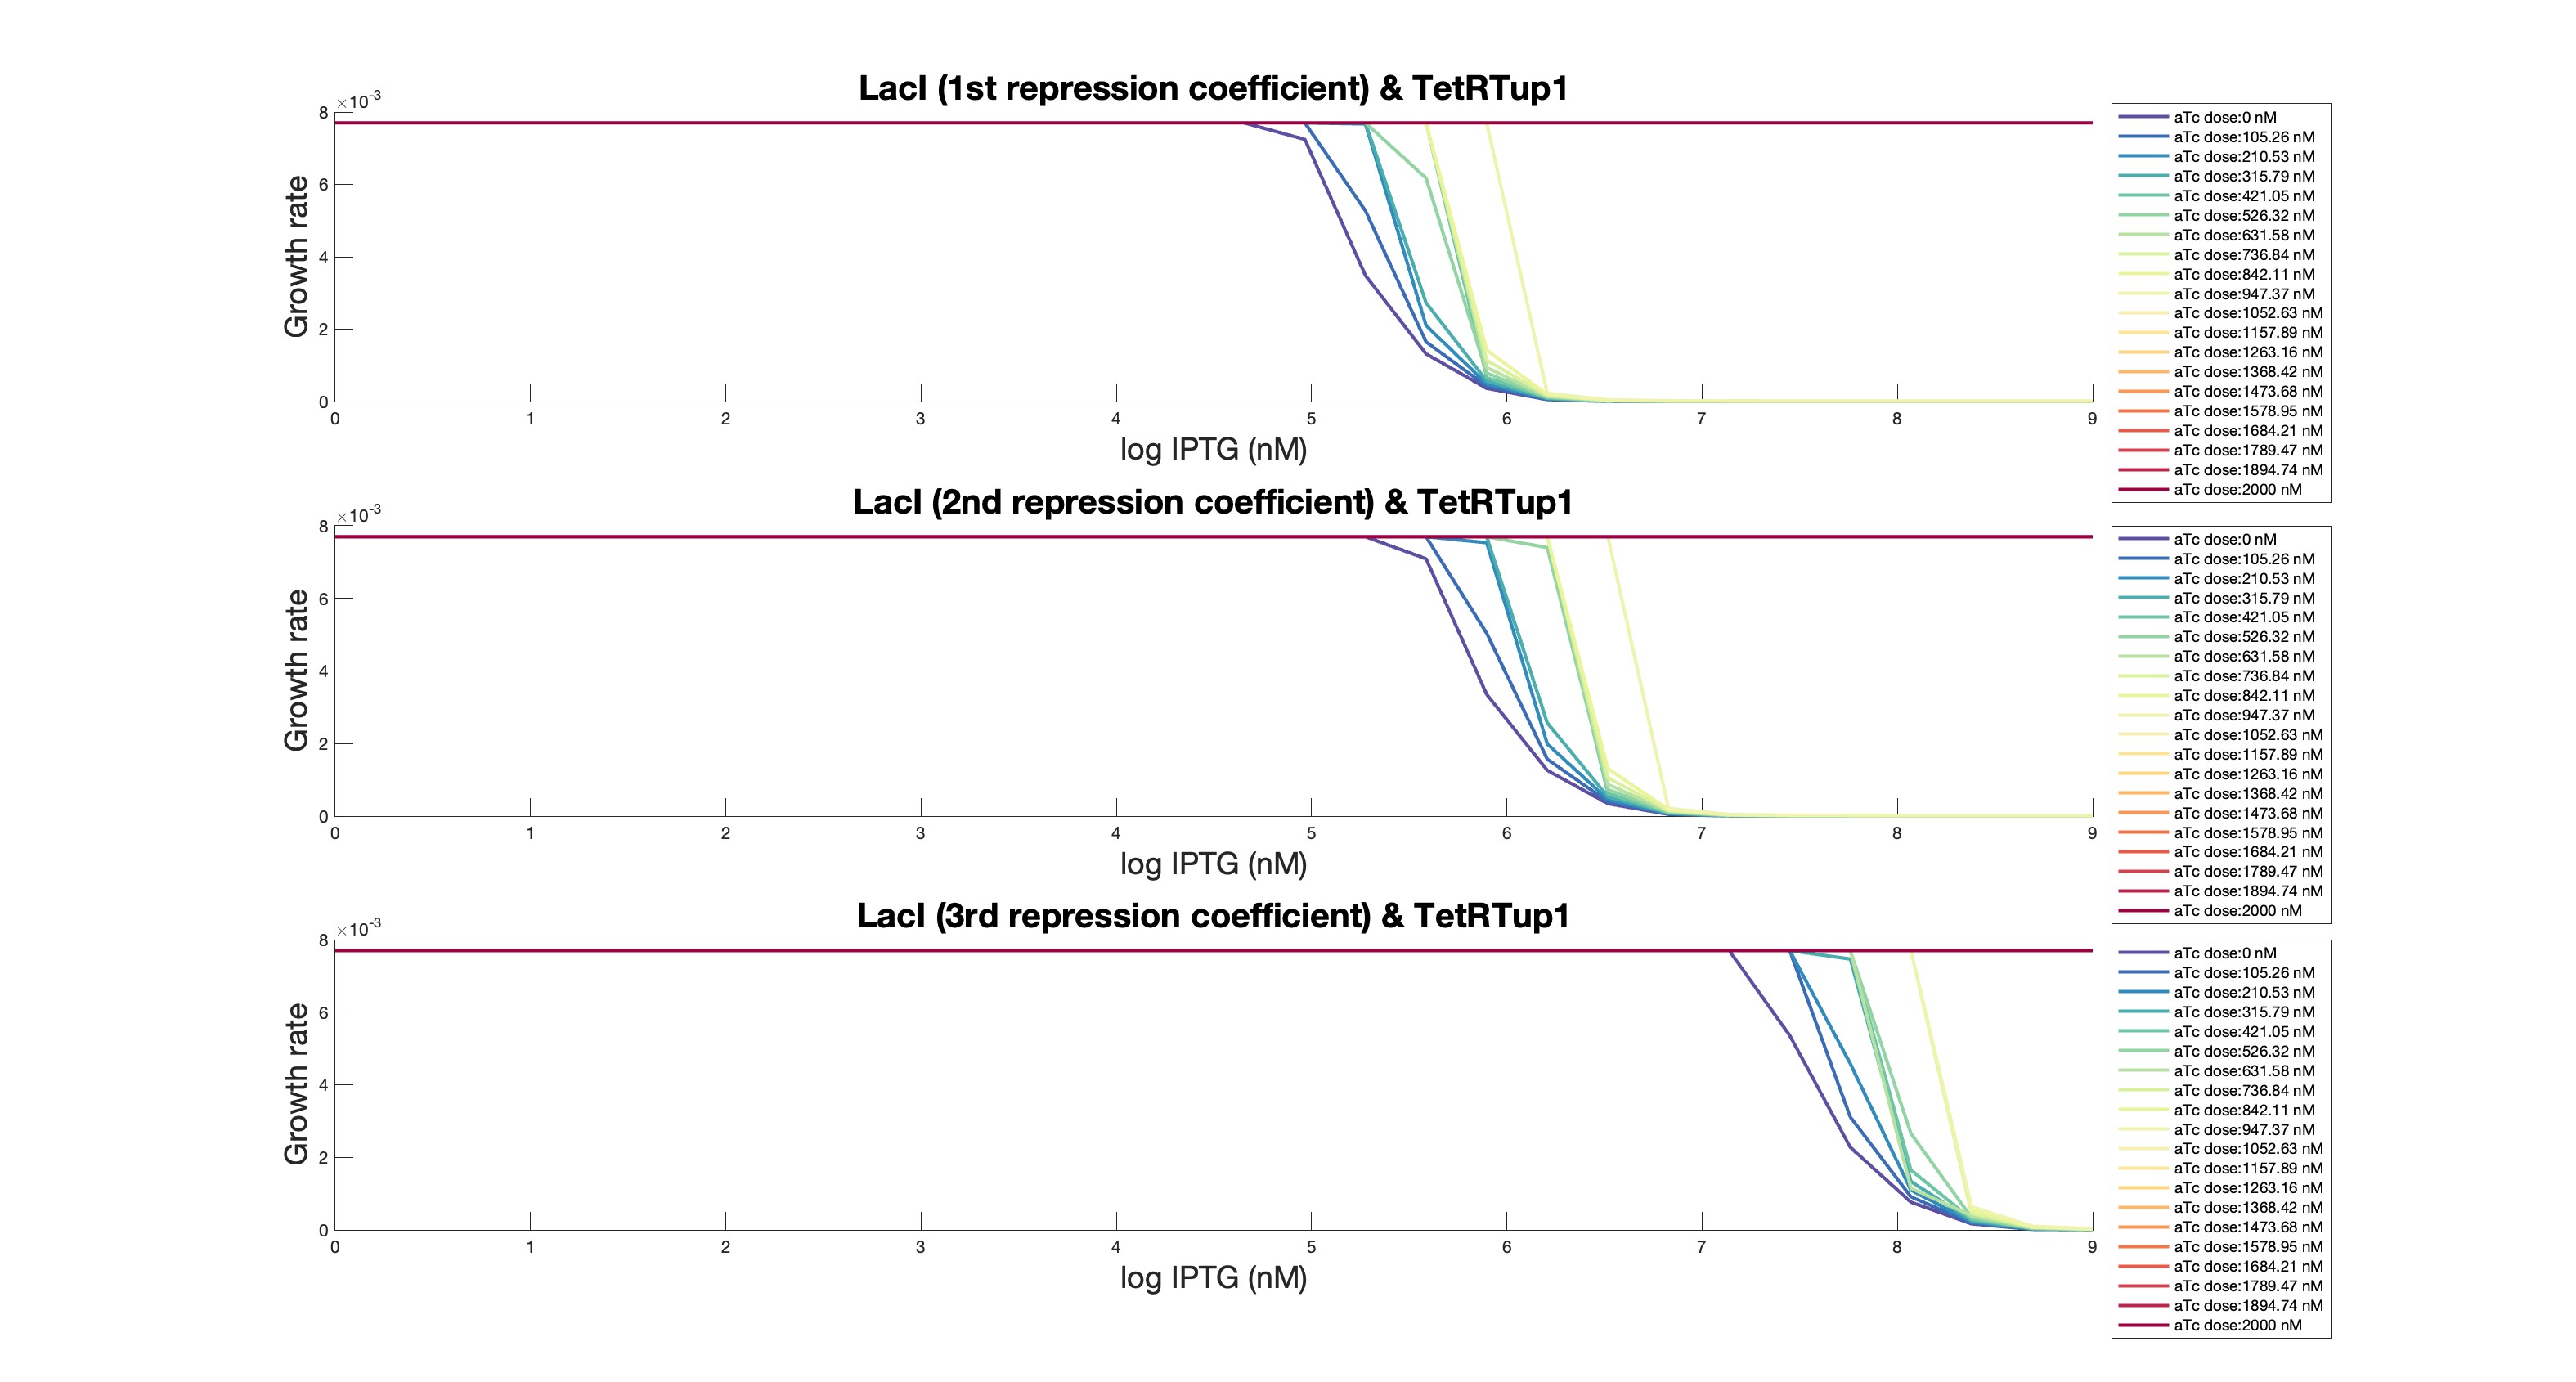 LacI (1st repression coefficient) & TetRTup1
×10-3
8
6
4
2
0
Growth rate
0 1 2 3 4 5 6 7 8 9
log IPTG (nM)
aTc dose:0 nM
aTc dose:105.26 nM
aTc dose:210.53 nM
aTc dose:315.79 nM
aTc dose:421.05 nM
aTc dose:526.32 nM
aTc dose:631.58 nM
aTc dose:736.84 nM
aTc dose:842.11 nM
aTc dose:947.37 nM
aTc dose:1052.63 nM
aTc dose:1157.89 nM
aTc dose:1263.16 nM
aTc dose:1368.42 nM
aTc dose:1473.68 nM
aTc dose:1578.95 nM
aTc dose:1684.21 nM
aTc dose:1789.47 nM
aTc dose:1894.74 nM
aTc dose:2000 nM
LacI (2nd repression coefficient) & TetRTup1
×10-3
8
6
4
2
0
Growth rate
0 1 2 3 4 5 6 7 8 9
log IPTG (nM)
aTc dose:0 nM
aTc dose:105.26 nM
aTc dose:210.53 nM
aTc dose:315.79 nM
aTc dose:421.05 nM
aTc dose:526.32 nM
aTc dose:631.58 nM
aTc dose:736.84 nM
aTc dose:842.11 nM
aTc dose:947.37 nM
aTc dose:1052.63 nM
aTc dose:1157.89 nM
aTc dose:1263.16 nM
aTc dose:1368.42 nM
aTc dose:1473.68 nM
aTc dose:1578.95 nM
aTc dose:1684.21 nM
aTc dose:1789.47 nM
aTc dose:1894.74 nM
aTc dose:2000 nM
LacI (3rd repression coefficient) & TetRTup1
×10-3
8
6
4
2
0
Growth rate
0 1 2 3 4 5 6 7 8 9
log IPTG (nM)
aTc dose:0 nM
aTc dose:105.26 nM
aTc dose:210.53 nM
aTc dose:315.79 nM
aTc dose:421.05 nM
aTc dose:526.32 nM
aTc dose:631.58 nM
aTc dose:736.84 nM
aTc dose:842.11 nM
aTc dose:947.37 nM
aTc dose:1052.63 nM
aTc dose:1157.89 nM
aTc dose:1263.16 nM
aTc dose:1368.42 nM
aTc dose:1473.68 nM
aTc dose:1578.95 nM
aTc dose:1684.21 nM
aTc dose:1789.47 nM
aTc dose:1894.74 nM
aTc dose:2000 nM